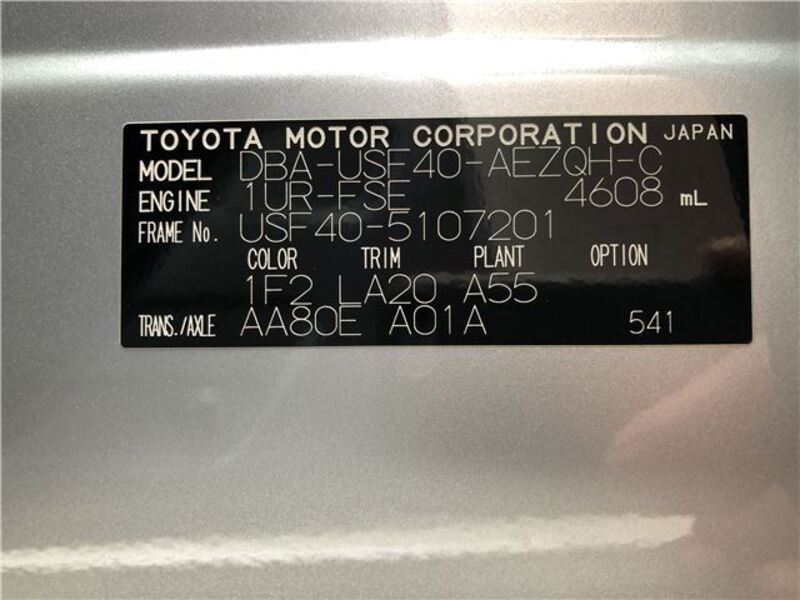 TOYOTA MOTOR CORPORATION JAPAN
MODEL DBA-USF40-AEZQH-C
ENGINE 1UR-FSE 4608 mL
FRAME No. USF40-5107201
COLOR TRIM PLANT OPTION
1F2 LA20 A55
TRANS./AXLE AA80E A01A 541